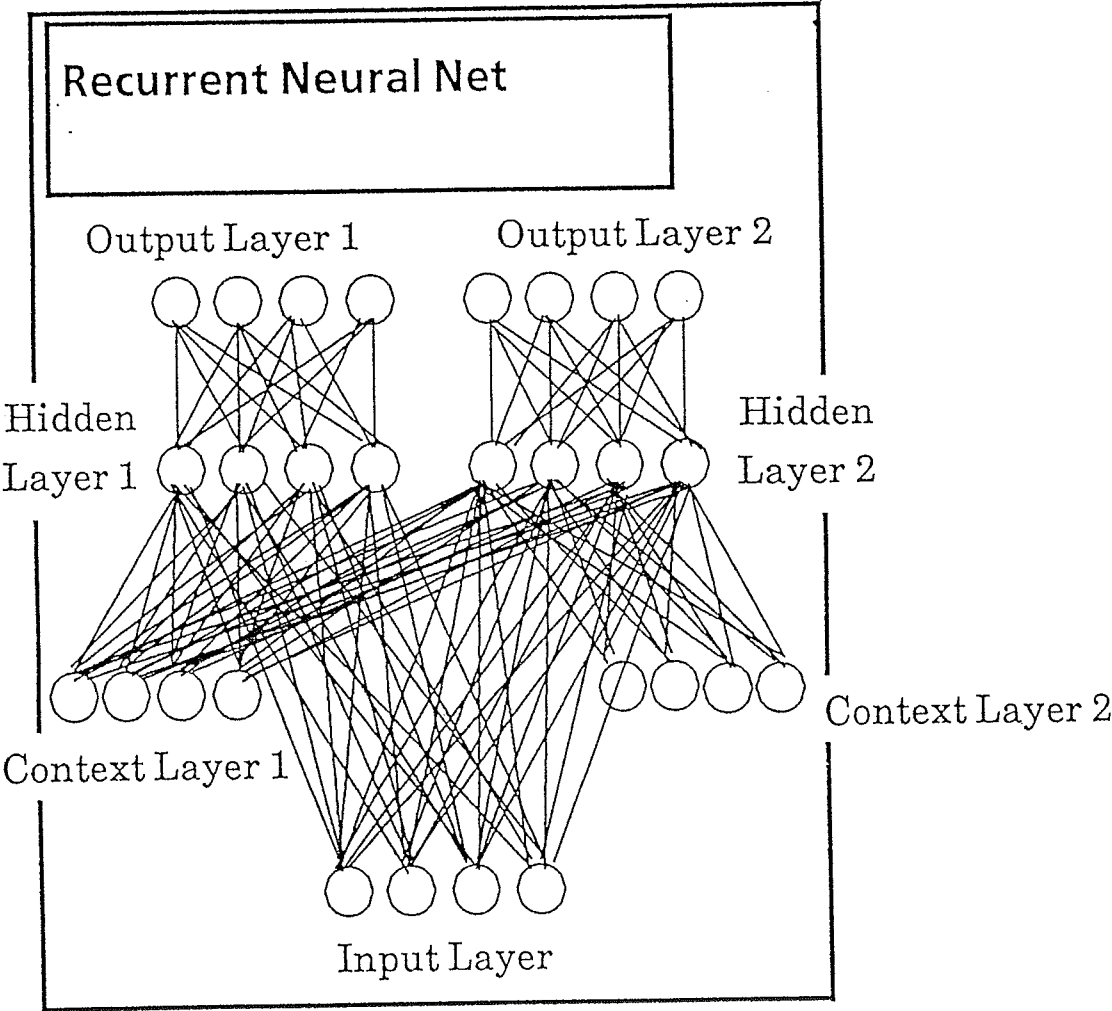 Recurrent Neural Net
Output Layer 1
Output Layer 2
Hidden
Layer 1
Hidden
Layer 2
Context Layer 1
Context Layer 2
Input Layer